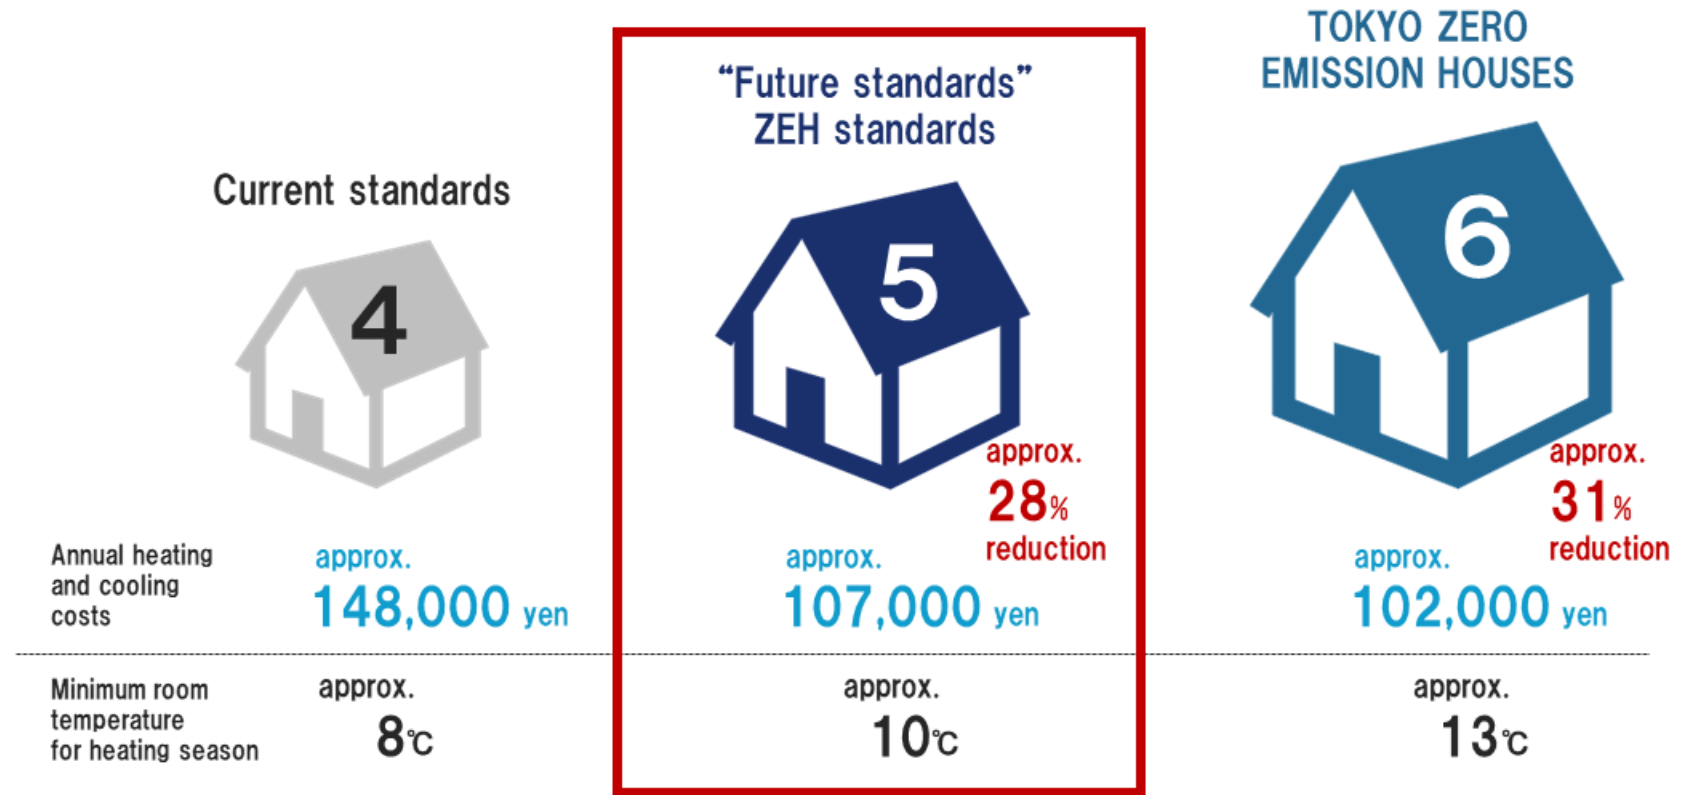 Current standards
4
“Future standards”
ZEH standards
5
TOKYO ZERO
EMISSION HOUSES
6
Annual heating
and cooling
costs
approx.
148,000 yen
approx.
28%
reduction
approx.
107,000 yen
approx.
31%
reduction
approx.
102,000 yen
Minimum room
temperature
for heating season
approx.
8℃
approx.
10℃
approx.
13℃